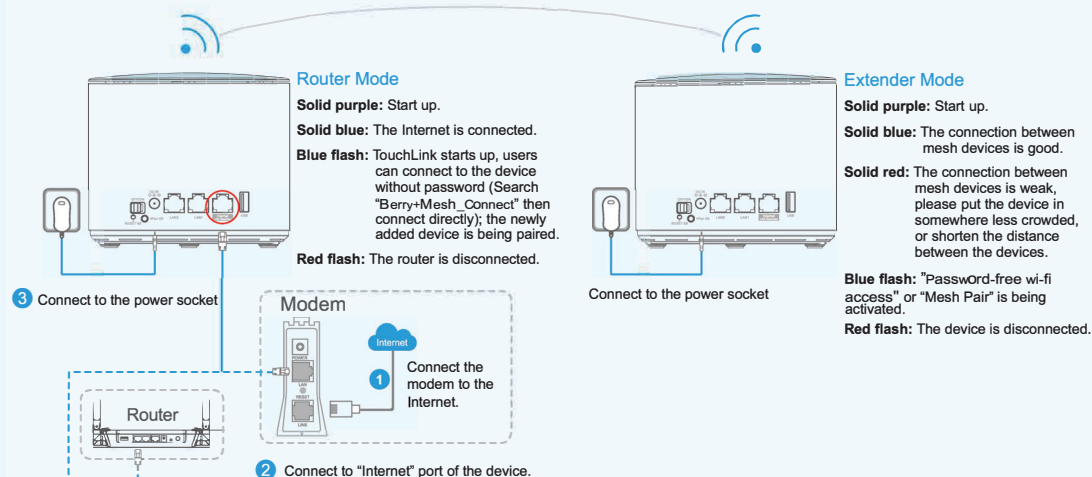 Router Mode
Solid purple: Start up.
Solid blue: The Internet is connected.
Blue flash: TouchLink starts up, users
can connect to the device
without password (Search
“Berry+Mesh_Connect” then
connect directly); the newly
added device is being paired.
Red flash: The router is disconnected.
3 Connect to the power socket
Modem
Internet
POWER
LAN
RESET
LINE
1 Connect the
modem to the
Internet.
Router
2 Connect to “Internet” port of the device.
Extender Mode
Solid purple: Start up.
Solid blue: The connection between
mesh devices is good.
Solid red: The connection between
mesh devices is weak,
please put the device in
somewhere less crowded,
or shorten the distance
between the devices.
Blue flash: "Password-free wi-fi
access" or “Mesh Pair” is being
activated.
Red flash: The device is disconnected.
Connect to the power socket